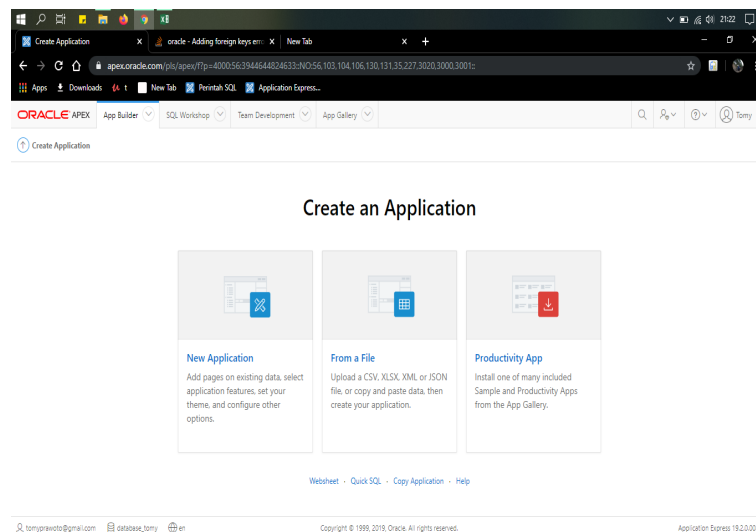 21:22
Create Application
oracle - Adding foreign keys erro
New Tab
apex.oracle.com/pls/apex/f?p=4000:56:3944644824633::NO:56,103,104,106,130,131,35,227,3020,3000,3001::
Apps Downloads t New Tab Perintah SQL Application Express...
ORACLE APEX App Builder SQL Workshop Team Development App Gallery Tomy
Create Application
Create an Application
New Application
Add pages on existing data, select
application features, set your
theme, and configure other
options.
From a File
Upload a CSV, XLSX, XML or JSON
file, or copy and paste data, then
create your application.
Productivity App
Install one of many included
Sample and Productivity Apps
from the App Gallery.
Websheet · Quick SQL · Copy Application · Help
tomyprawoto@gmail.com database_tomy en Copyright © 1999, 2019, Oracle. All rights reserved. Application Express 19.2.0.00